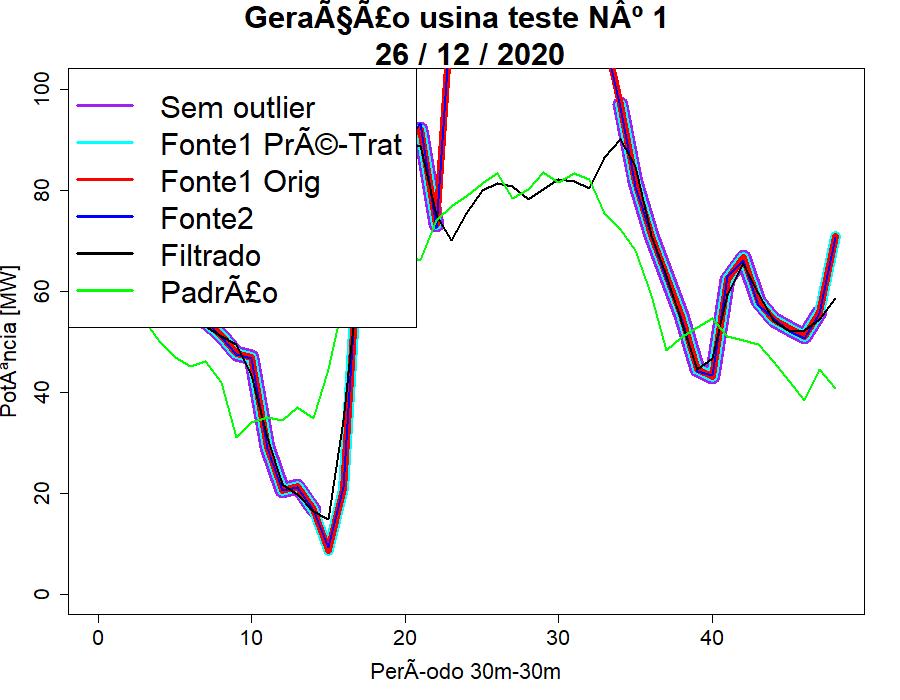 GeraÃ§Ã£o usina teste NÂº 1
26 / 12 / 2020
Sem outlier
Fonte1 PrÃ©-Trat
Fonte1 Orig
Fonte2
Filtrado
PadrÃ£o
PotÃªncia [MW]
100
80
60
40
20
0
0 10 20 30 40
PerÃ-odo 30m-30m